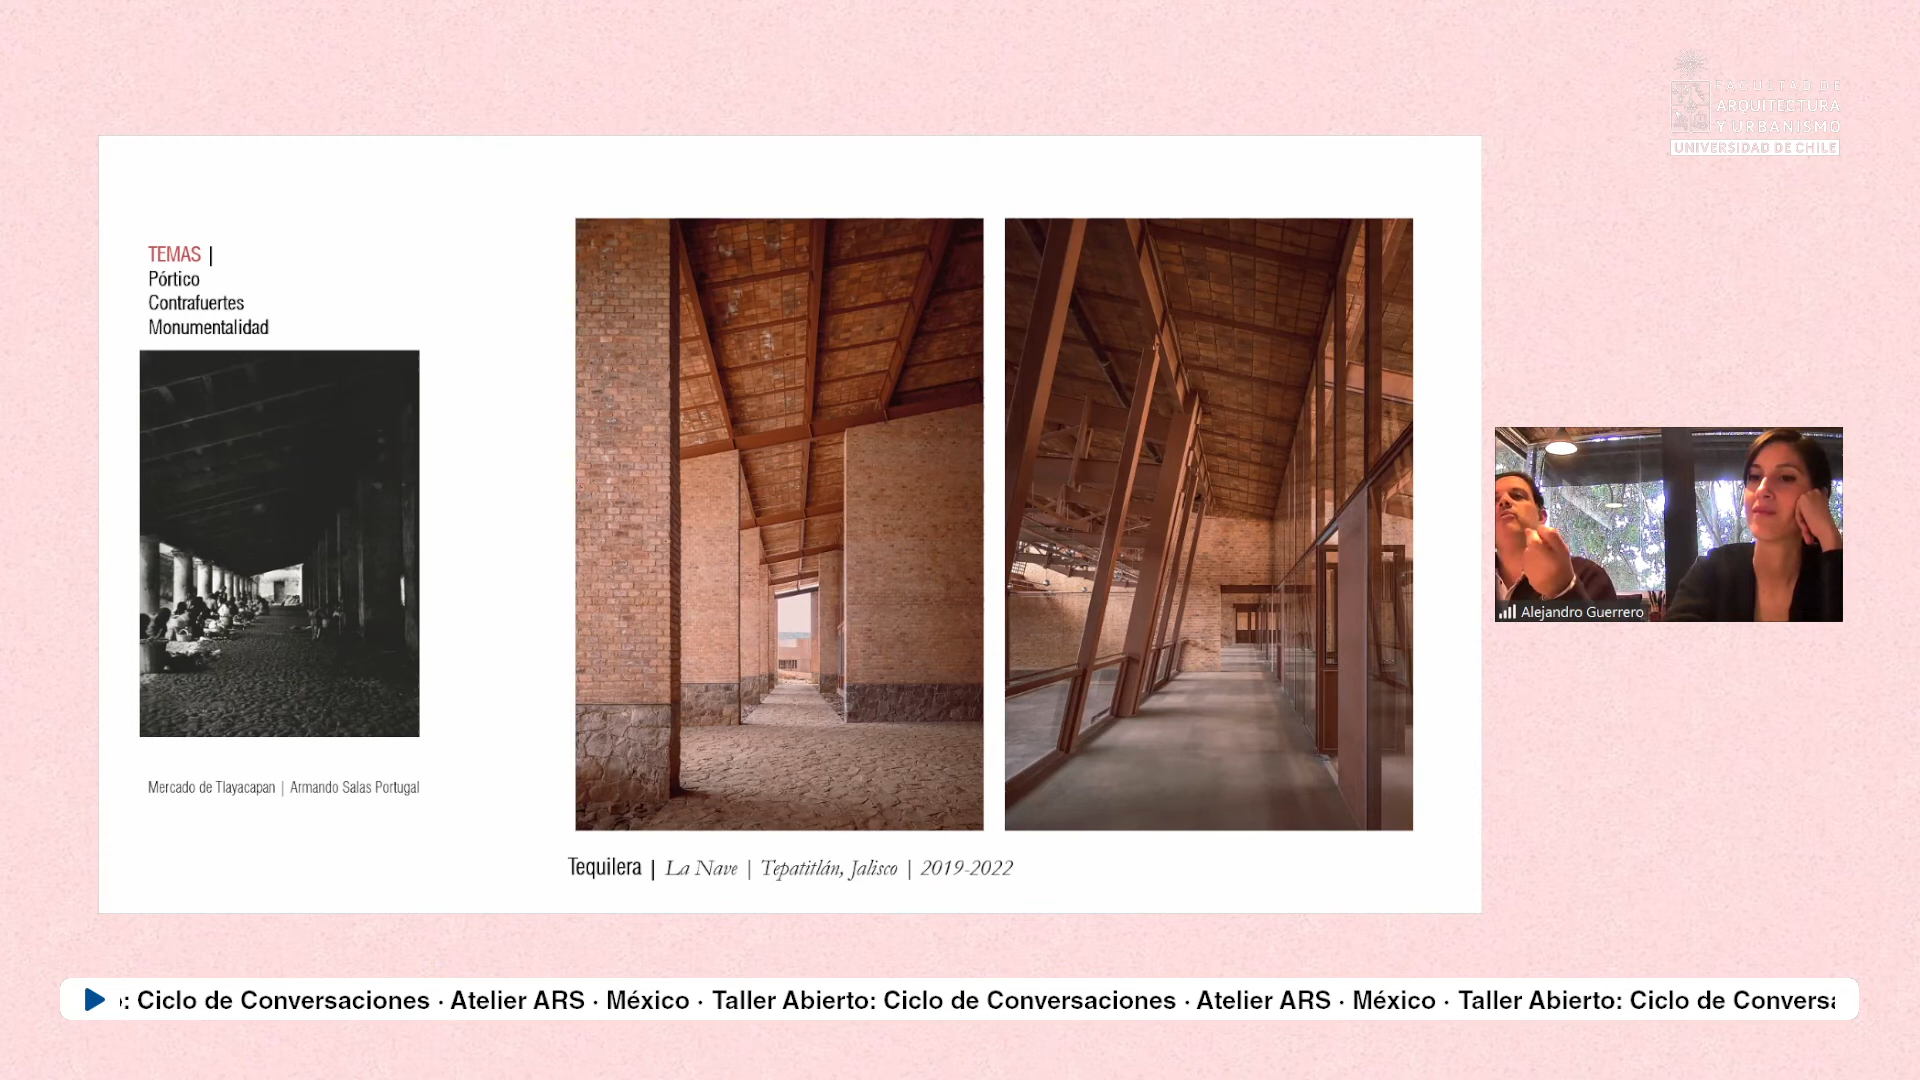 FACULTAD DE
ARQUITECTURA
Y URBANISMO
UNIVERSIDAD DE CHILE
TEMAS |
Pórtico
Contrafuertes
Monumentalidad
Mercado de Tlayacapan | Armando Salas Portugal
Tequilera | La Nave | Tepatitlán, Jalisco | 2019-2022
Alejandro Guerrero
: Ciclo de Conversaciones · Atelier ARS · México · Taller Abierto: Ciclo de Conversaciones · Atelier ARS · México · Taller Abierto: Ciclo de Conversa